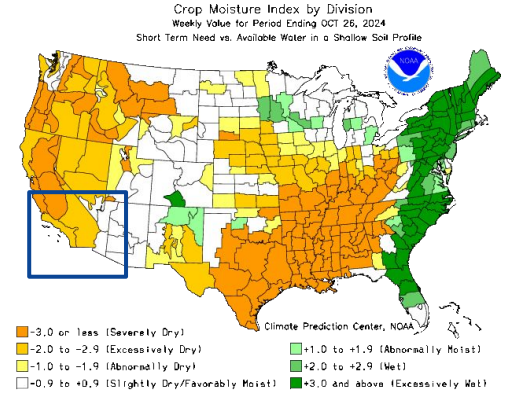 Crop Moisture Index by Division
Weekly Value for Period Ending OCT 26, 2024
Short Term Need vs. Available Water in a Shallow Soil Profile
NOAA
Climate Prediction Center, NOAA
-3.0 or less (Severely Dry)
-2.0 to -2.9 (Excessively Dry)
-1.0 to -1.9 (Abnormally Dry)
-0.9 to +0.9 (Slightly Dry/Favorably Moist)
+1.0 to +1.9 (Abnormally Moist)
+2.0 to +2.9 (Wet)
+3.0 and above (Excessively Wet)